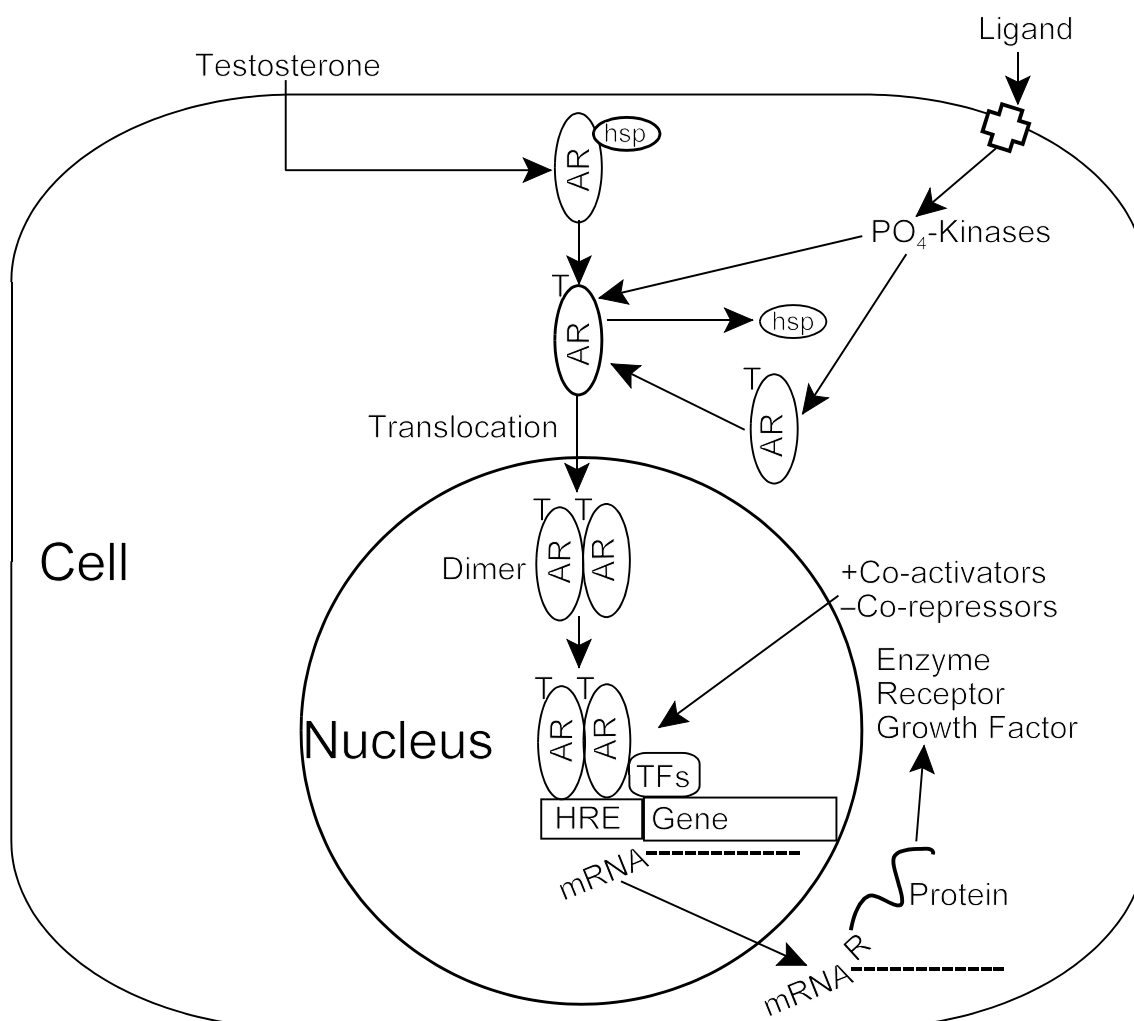 Ligand
Testosterone
hsp
AR
PO₄-Kinases
T
AR
hsp
T
AR
Translocation
T T
AR AR
Dimer
Cell
+Co-activators
–Co-repressors
Enzyme
Receptor
Growth Factor
T T
AR AR
Nucleus
TFs
HRE
Gene
mRNA
Protein
R
mRNA